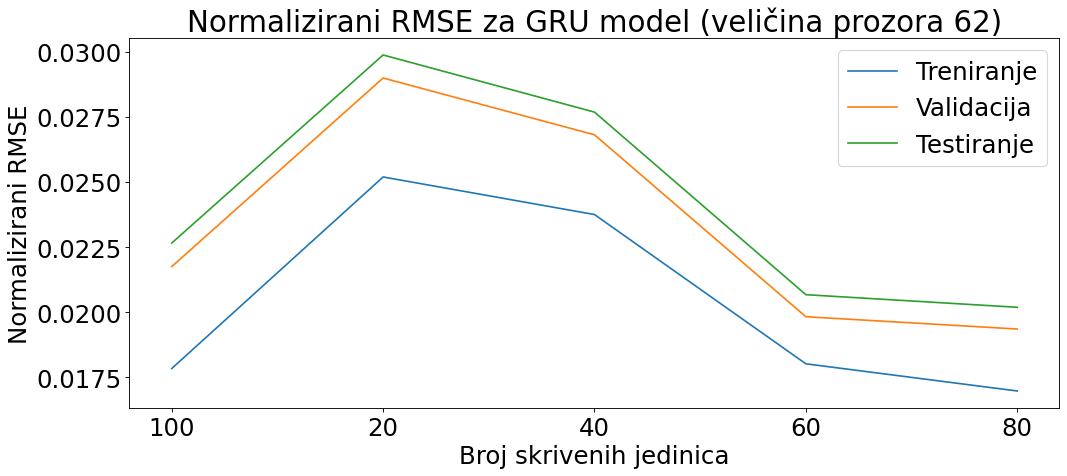 Normalizirani RMSE za GRU model (veličina prozora 62)
Normalizirani RMSE
0.0300
0.0275
0.0250
0.0225
0.0200
0.0175
Treniranje
Validacija
Testiranje
100 20 40 60 80
Broj skrivenih jedinica